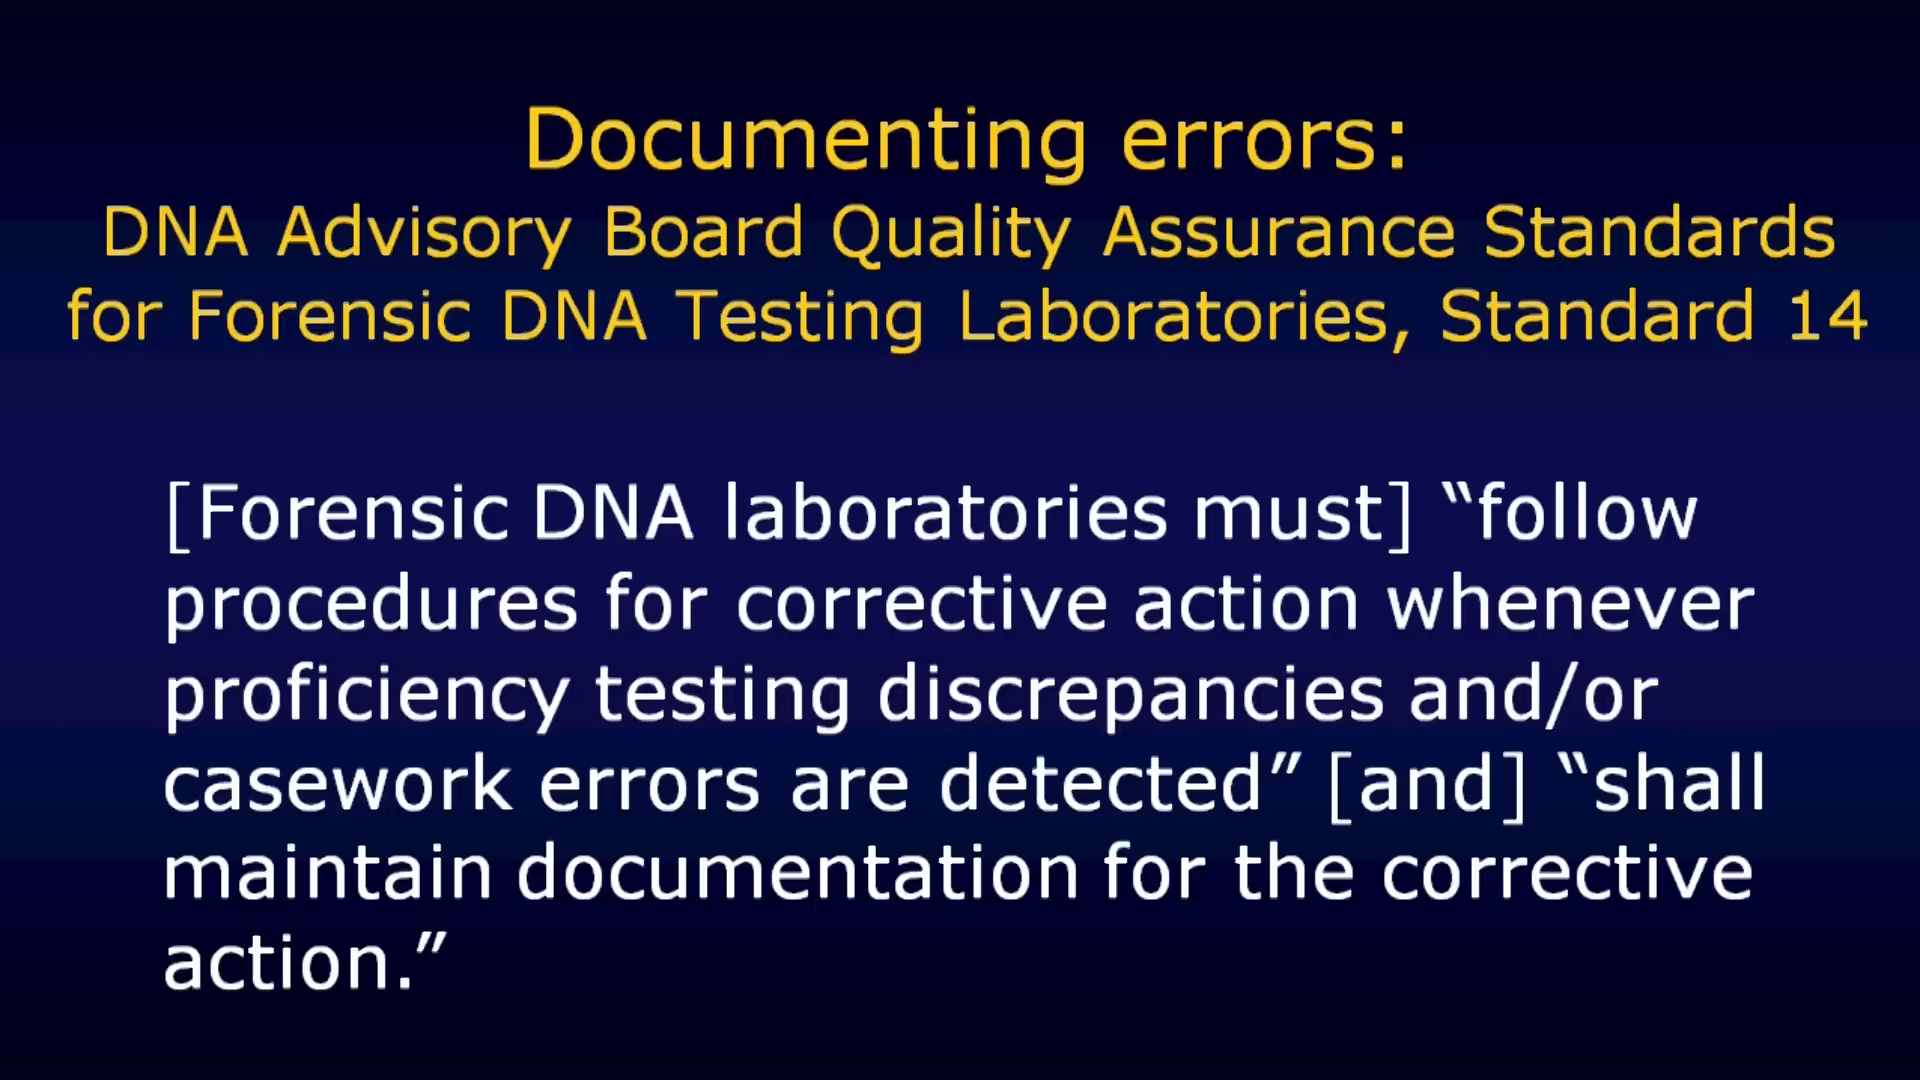 Documenting errors:
DNA Advisory Board Quality Assurance Standards
for Forensic DNA Testing Laboratories, Standard 14
[Forensic DNA laboratories must] “follow
procedures for corrective action whenever
proficiency testing discrepancies and/or
casework errors are detected” [and] “shall
maintain documentation for the corrective
action.”